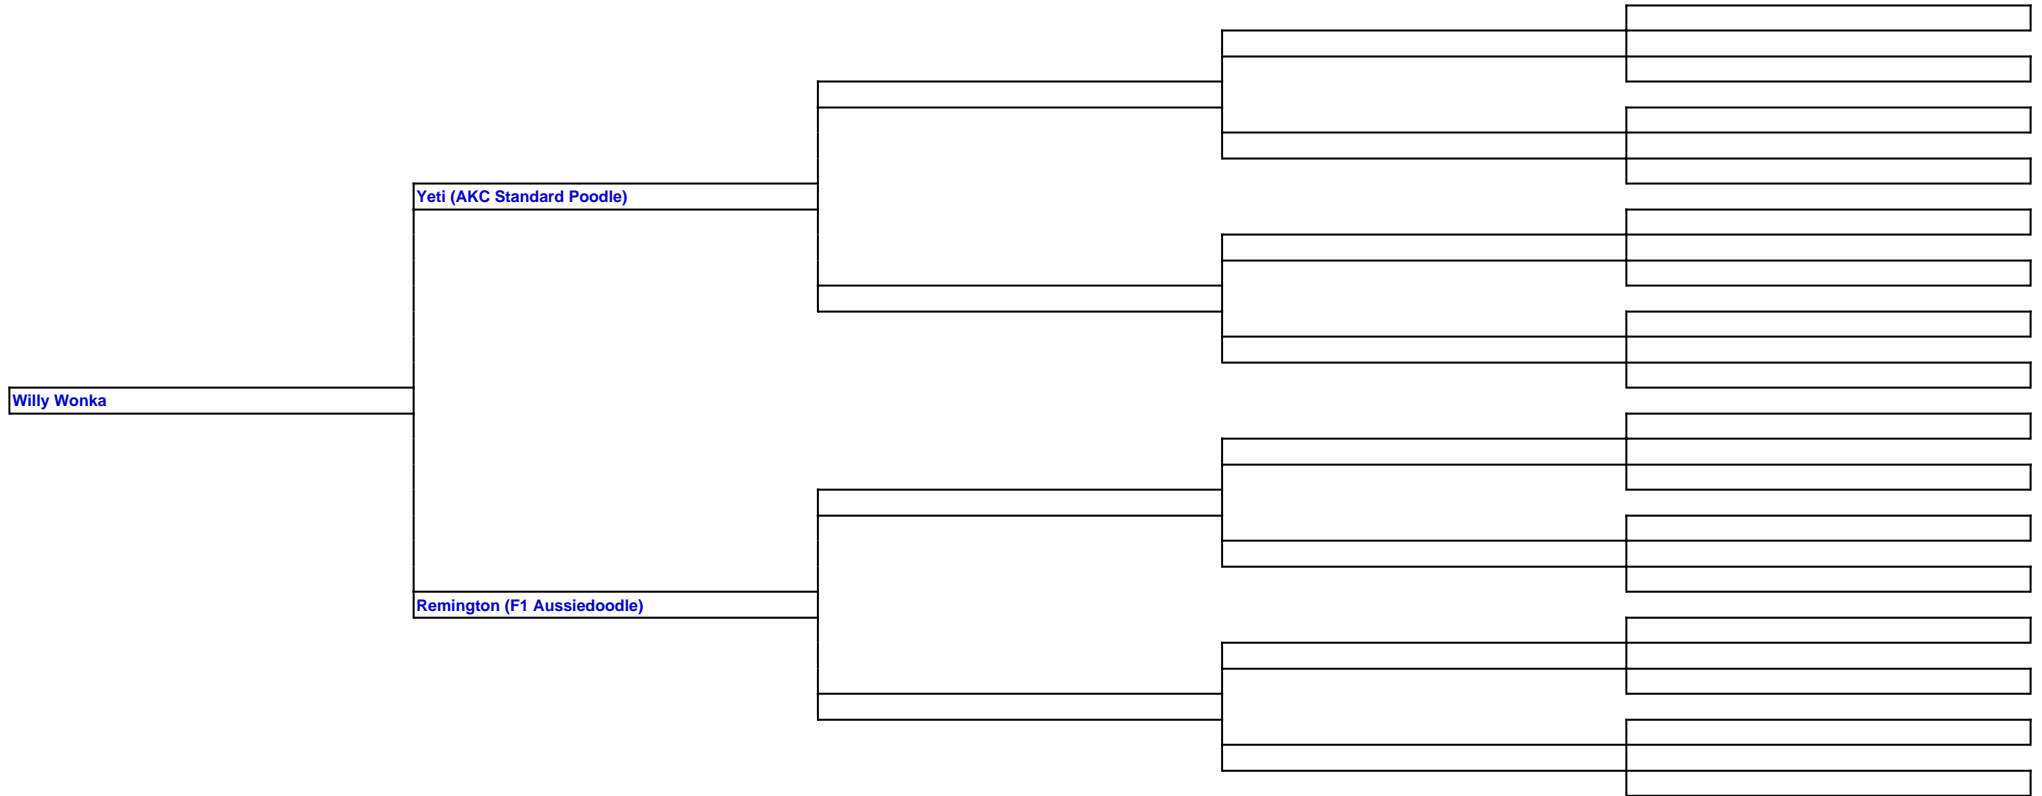 Yeti (AKC Standard Poodle)
Willy Wonka
Remington (F1 Aussiedoodle)